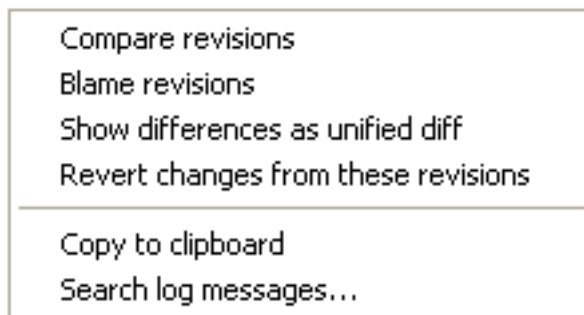 Compare revisions
Blame revisions
Show differences as unified diff
Revert changes from these revisions
Copy to clipboard
Search log messages...